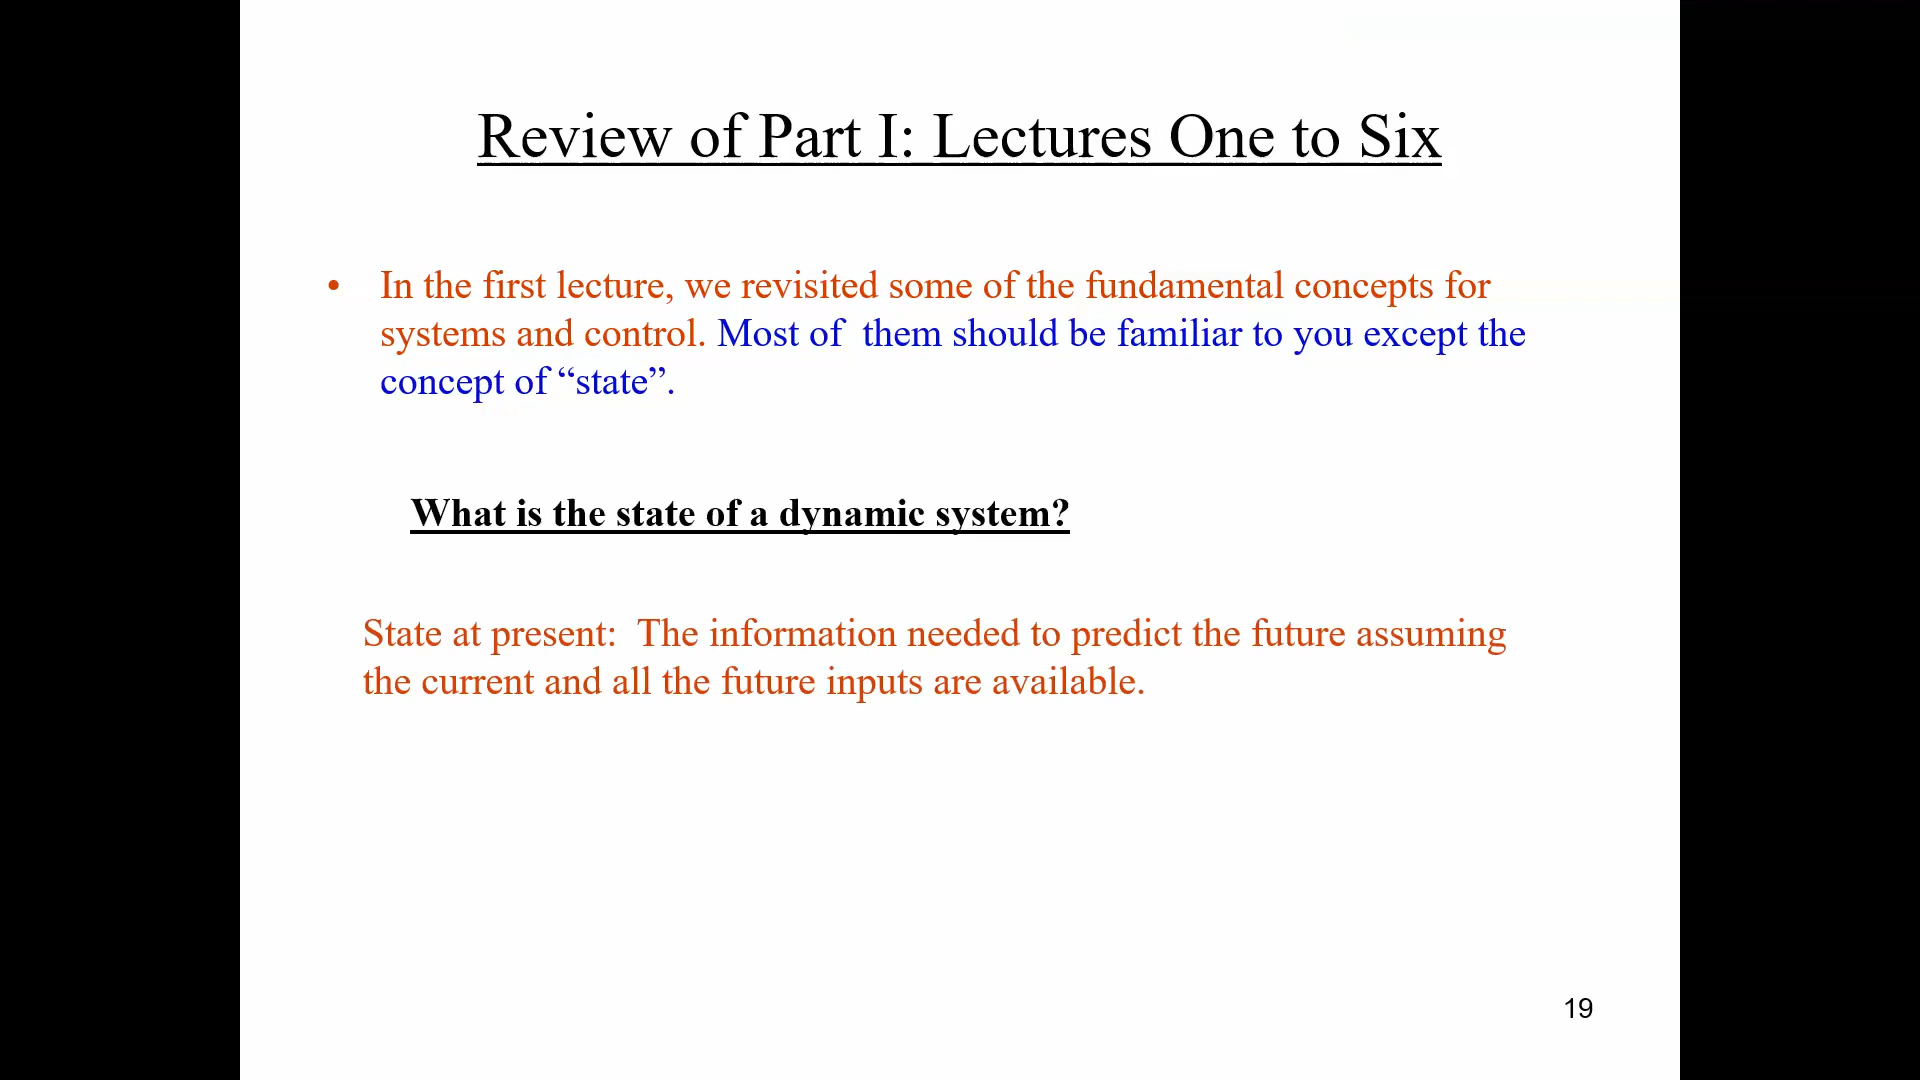 Review of Part I: Lectures One to Six
• In the first lecture, we revisited some of the fundamental concepts for
systems and control. Most of  them should be familiar to you except the
concept of “state”.
What is the state of a dynamic system?
State at present:  The information needed to predict the future assuming
the current and all the future inputs are available.
19